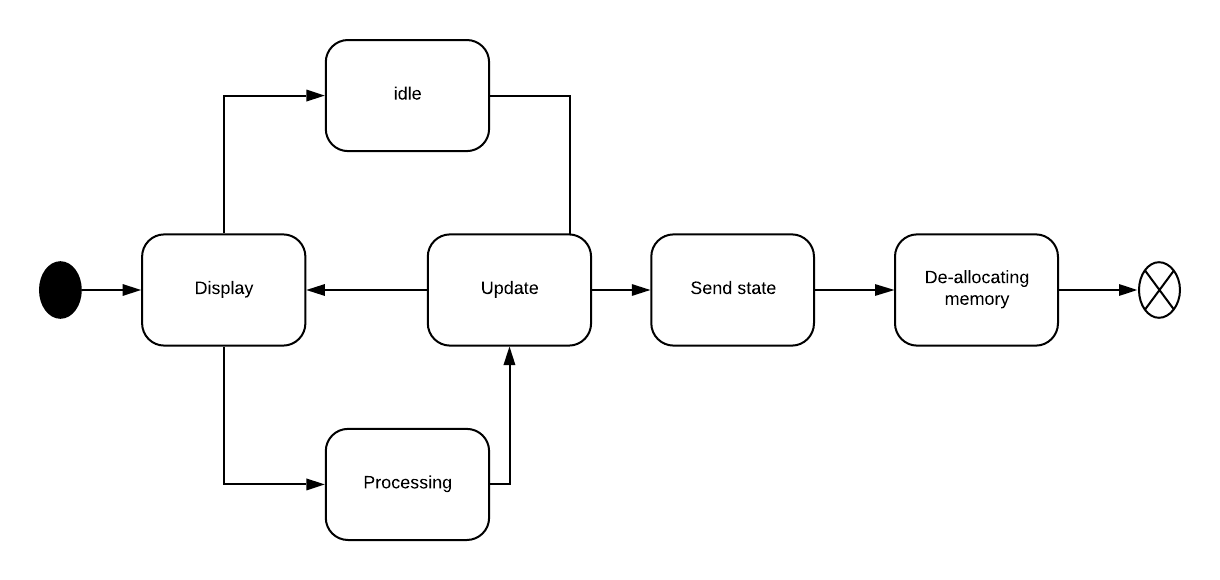 idle
Display
Update
Send state
De-allocating
memory
Processing